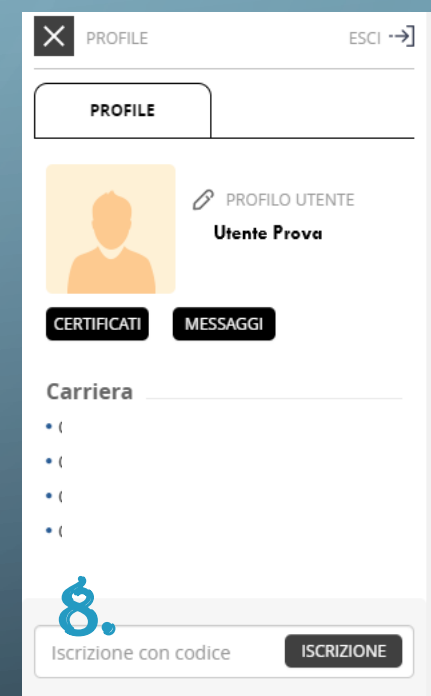 PROFILE ESCI
PROFILE
PROFILO UTENTE
Utente Prova
CERTIFICATI MESSAGGI
Carriera
8.
Iscrizione con codice ISCRIZIONE